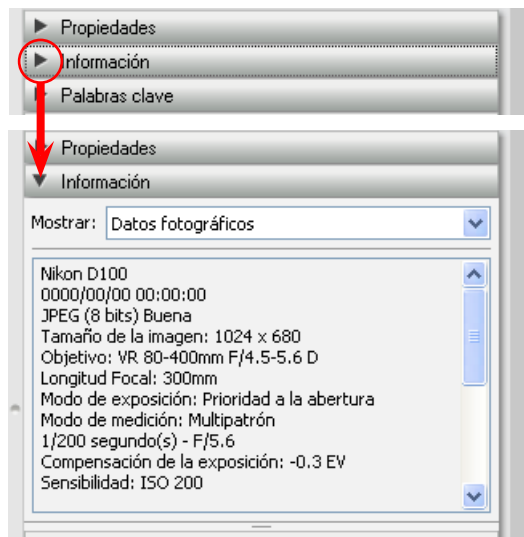 Propiedades
Información
Palabras clave
Propiedades
Información
Mostrar: Datos fotográficos
Nikon D100
0000/00/00 00:00:00
JPEG (8 bits) Buena
Tamaño de la imagen: 1024 x 680
Objetivo: VR 80-400mm F/4.5-5.6 D
Longitud Focal: 300mm
Modo de exposición: Prioridad a la abertura
Modo de medición: Multipatrón
1/200 segundo(s) - F/5.6
Compensación de la exposición: -0.3 EV
Sensibilidad: ISO 200